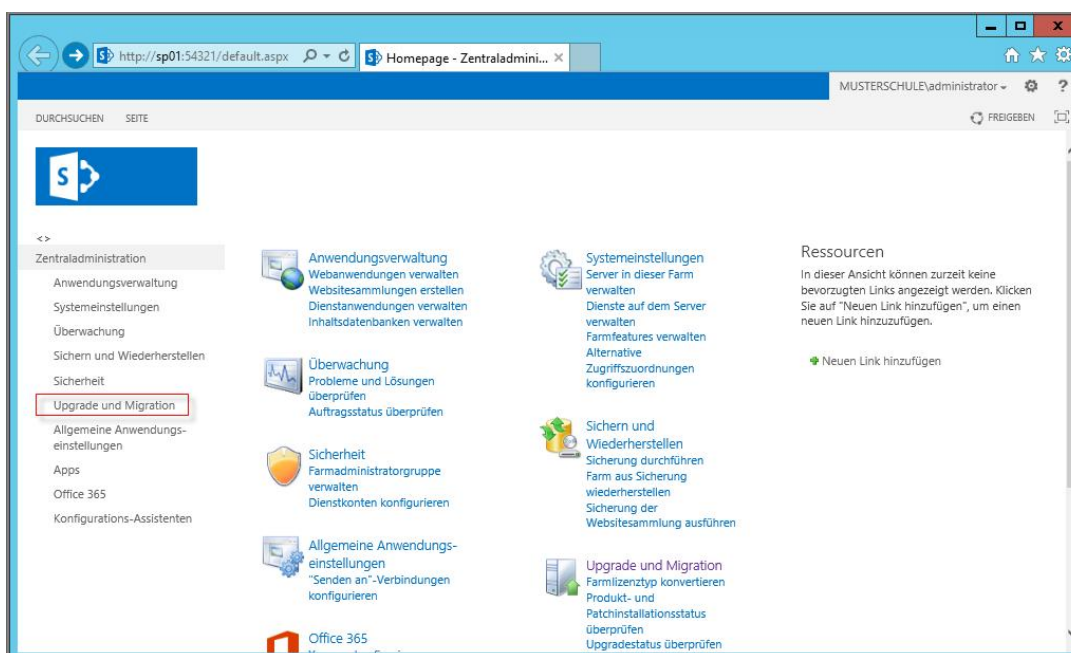 http://sp01:54321/default.aspx
Homepage - Zentraladmini...
MUSTERSCHULE\administrator
?
DURCHSUCHEN SEITE
FREIGEBEN
S
<>
Zentraladministration
Anwendungsverwaltung
Systemeinstellungen
Überwachung
Sichern und Wiederherstellen
Sicherheit
Upgrade und Migration
Allgemeine Anwendungs-
einstellungen
Apps
Office 365
Konfigurations-Assistenten
Anwendungsverwaltung
Webanwendungen verwalten
Websitesammlungen erstellen
Dienstanwendungen verwalten
Inhaltsdatenbanken verwalten
Überwachung
Probleme und Lösungen
überprüfen
Auftragsstatus überprüfen
Sicherheit
Farmadministratorgruppe
verwalten
Dienstkonten konfigurieren
Allgemeine Anwendungs-
einstellungen
"Senden an"-Verbindungen
konfigurieren
Office 365
Systemeinstellungen
Server in dieser Farm
verwalten
Dienste auf dem Server
verwalten
Farmfeatures verwalten
Alternative
Zugriffszuordnungen
konfigurieren
Sichern und
Wiederherstellen
Sicherung durchführen
Farm aus Sicherung
wiederherstellen
Sicherung der
Websitesammlung ausführen
Upgrade und Migration
Farmlizenztyp konvertieren
Produkt- und
Patchinstallationsstatus
überprüfen
Upgradestatus überprüfen
Ressourcen
In dieser Ansicht können zurzeit keine
bevorzugten Links angezeigt werden. Klicken
Sie auf "Neuen Link hinzufügen", um einen
neuen Link hinzuzufügen.
Neuen Link hinzufügen